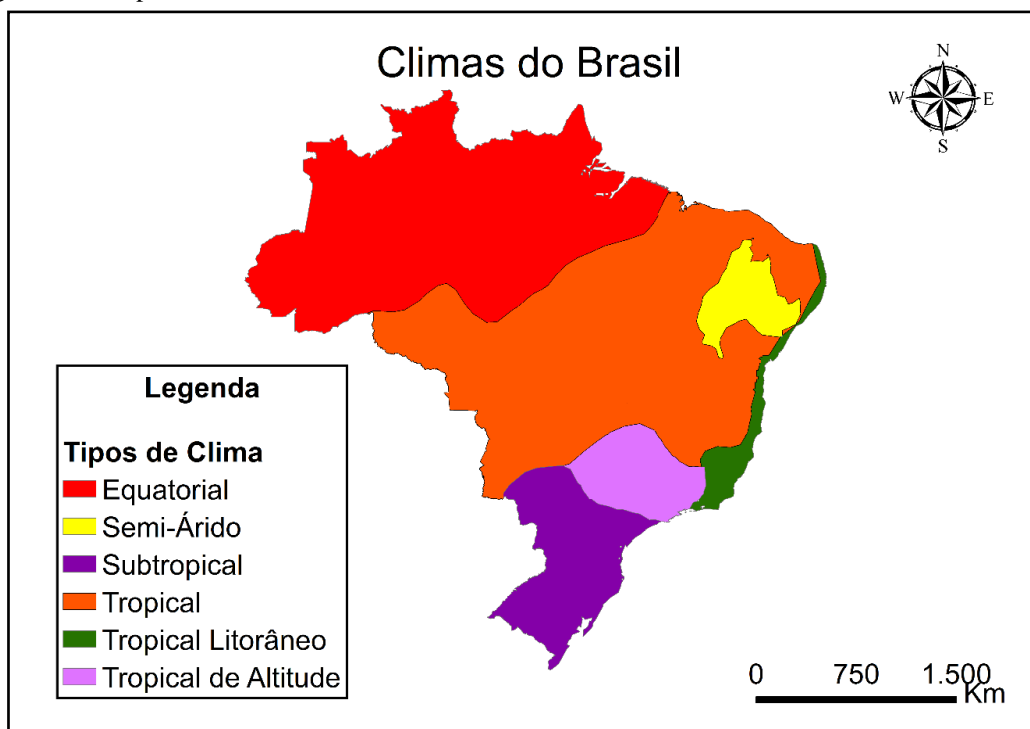 Climas do Brasil
N
W E
S
Legenda
Tipos de Clima
Equatorial
Semi-Árido
Subtropical
Tropical
Tropical Litorâneo
Tropical de Altitude
0 750 1.500
Km